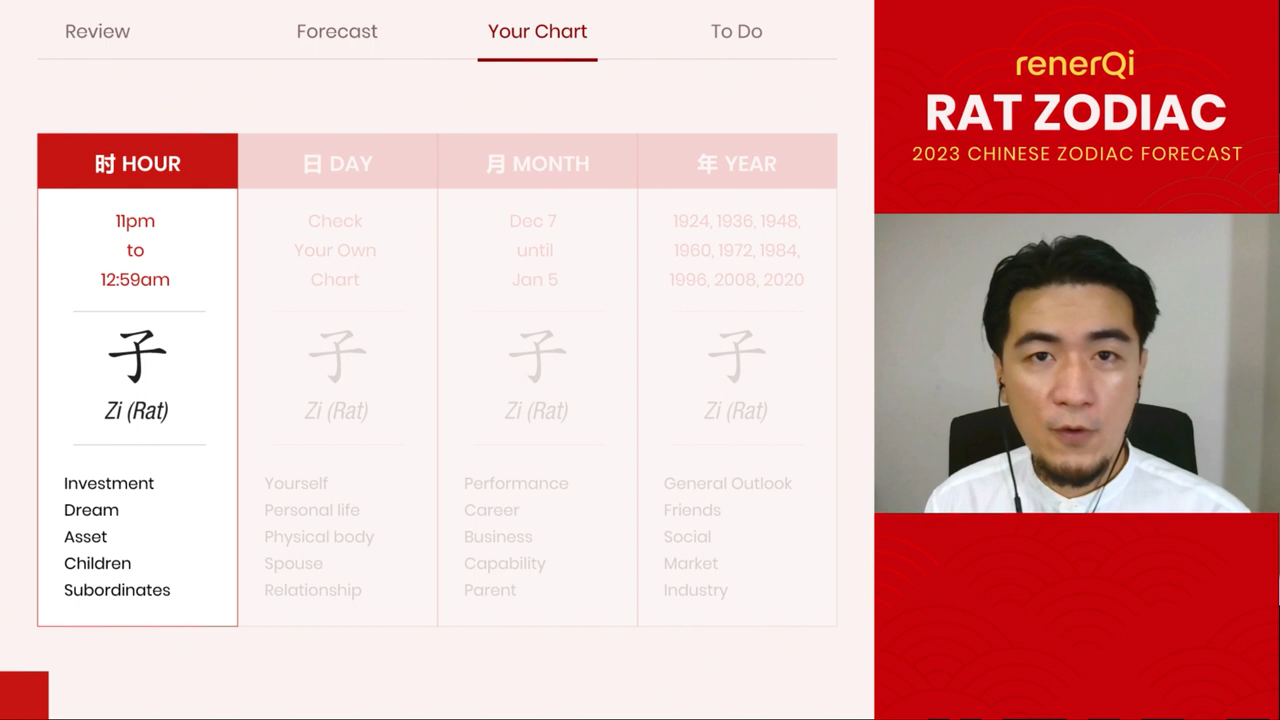 Review
Forecast
Your Chart
To Do
renerQi
RAT ZODIAC
2023 CHINESE ZODIAC FORECAST
时 HOUR
11pm
to
12:59am
子
Zi (Rat)
Investment
Dream
Asset
Children
Subordinates
日 DAY
Check
Your Own
Chart
子
Zi (Rat)
Yourself
Personal life
Physical body
Spouse
Relationship
月 MONTH
Dec 7
until
Jan 5
子
Zi (Rat)
Performance
Career
Business
Capability
Parent
年 YEAR
1924, 1936, 1948,
1960, 1972, 1984,
1996, 2008, 2020
子
Zi (Rat)
General Outlook
Friends
Social
Market
Industry